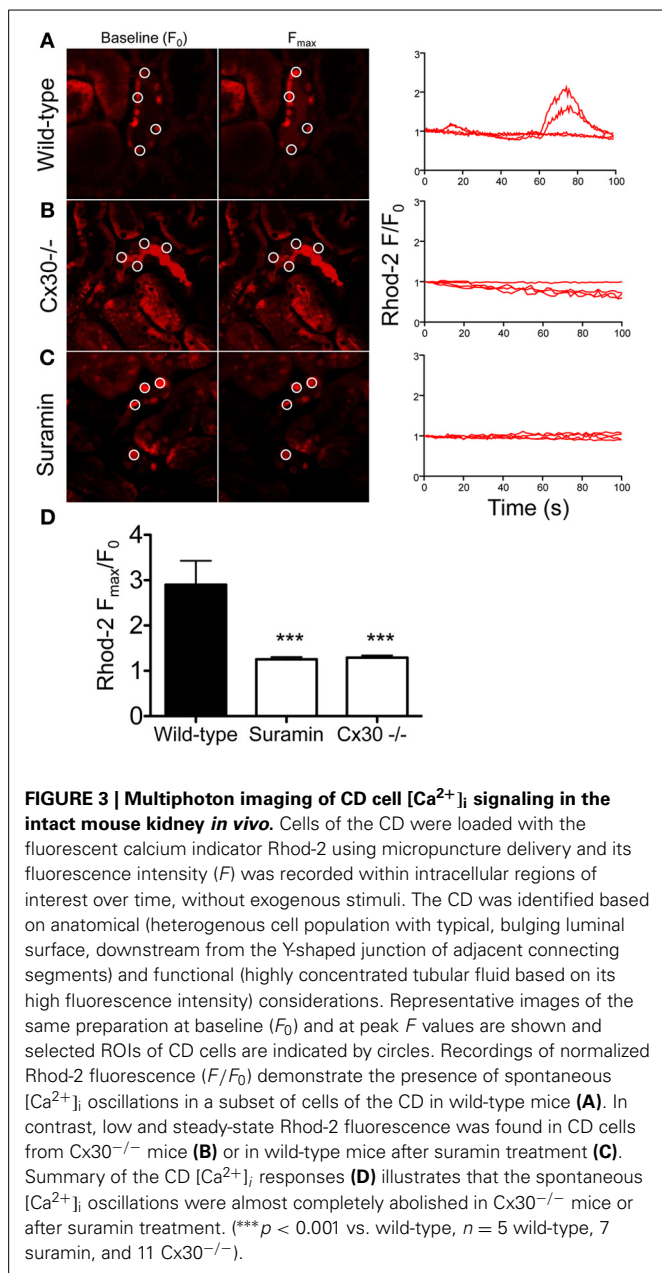 A
Baseline (F0)
Fmax
Wild-type
3
2
1
0
0 20 40 60 80 100
B
Cx30-/-
3
2
1
0
0 20 40 60 80 100
Rhod-2 F/F0
C
Suramin
3
2
1
0
0 20 40 60 80 100
Time (s)
D
Rhod-2 Fmax/F0
4
3
2
1
0
***
***
Wild-type Suramin Cx30 -/-
FIGURE 3 | Multiphoton imaging of CD cell [Ca2+]i signaling in the
intact mouse kidney in vivo. Cells of the CD were loaded with the
fluorescent calcium indicator Rhod-2 using micropuncture delivery and its
fluorescence intensity (F) was recorded within intracellular regions of
interest over time, without exogenous stimuli. The CD was identified based
on anatomical (heterogenous cell population with typical, bulging luminal
surface, downstream from the Y-shaped junction of adjacent connecting
segments) and functional (highly concentrated tubular fluid based on its
high fluorescence intensity) considerations. Representative images of the
same preparation at baseline (F0) and at peak F values are shown and
selected ROIs of CD cells are indicated by circles. Recordings of normalized
Rhod-2 fluorescence (F/F0) demonstrate the presence of spontaneous
[Ca2+]i oscillations in a subset of cells of the CD in wild-type mice (A). In
contrast, low and steady-state Rhod-2 fluorescence was found in CD cells
from Cx30−/− mice (B) or in wild-type mice after suramin treatment (C).
Summary of the CD [Ca2+]i responses (D) illustrates that the spontaneous
[Ca2+]i oscillations were almost completely abolished in Cx30−/− mice or
after suramin treatment. (***p < 0.001 vs. wild-type, n = 5 wild-type, 7
suramin, and 11 Cx30−/−).